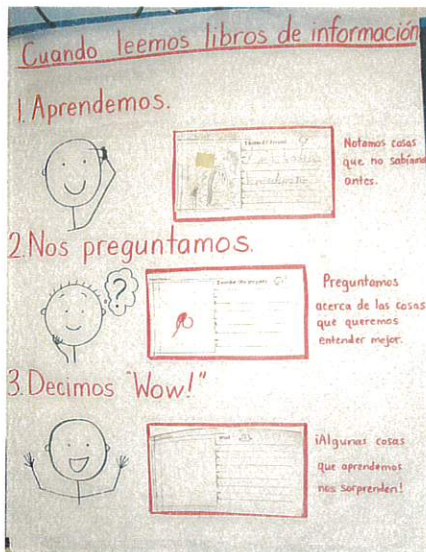 Cuando leemos libros de información
1. Aprendemos.
Notamos cosas
que no sabíamos
antes.
2. Nos preguntamos.
?
Preguntamos
acerca de las cosas
que queremos
entender mejor.
3. Decimos "Wow!"
¡Algunas cosas
que aprendemos
nos sorprenden!